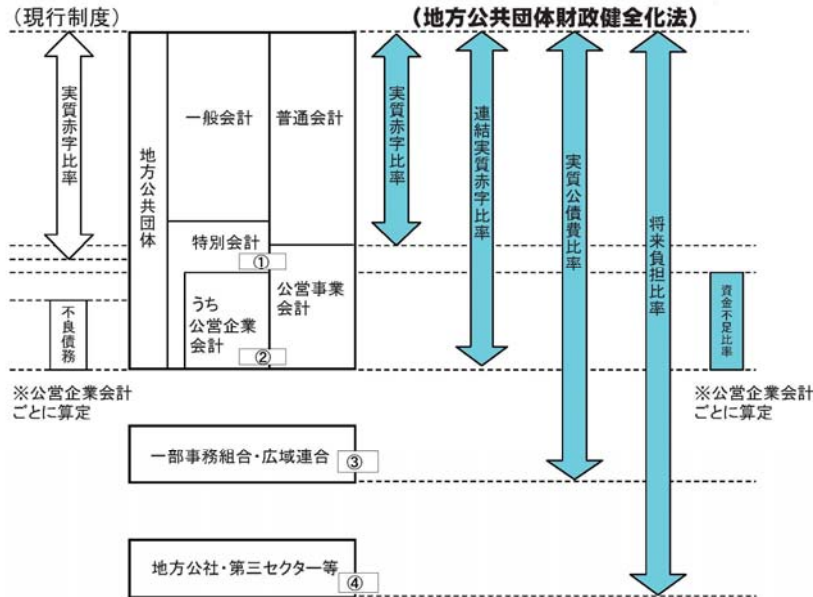 (現行制度)
(地方公共団体財政健全化法)
実質赤字比率
地方公共団体
一般会計
普通会計
実質赤字比率
連結実質赤字比率
実質公債費比率
将来負担比率
特別会計
①
うち
公営企業
会計
②
公営事業
会計
不良債務
資金不足比率
※公営企業会計
ごとに算定
※公営企業会計
ごとに算定
一部事務組合・広域連合
③
地方公社・第三セクター等
④